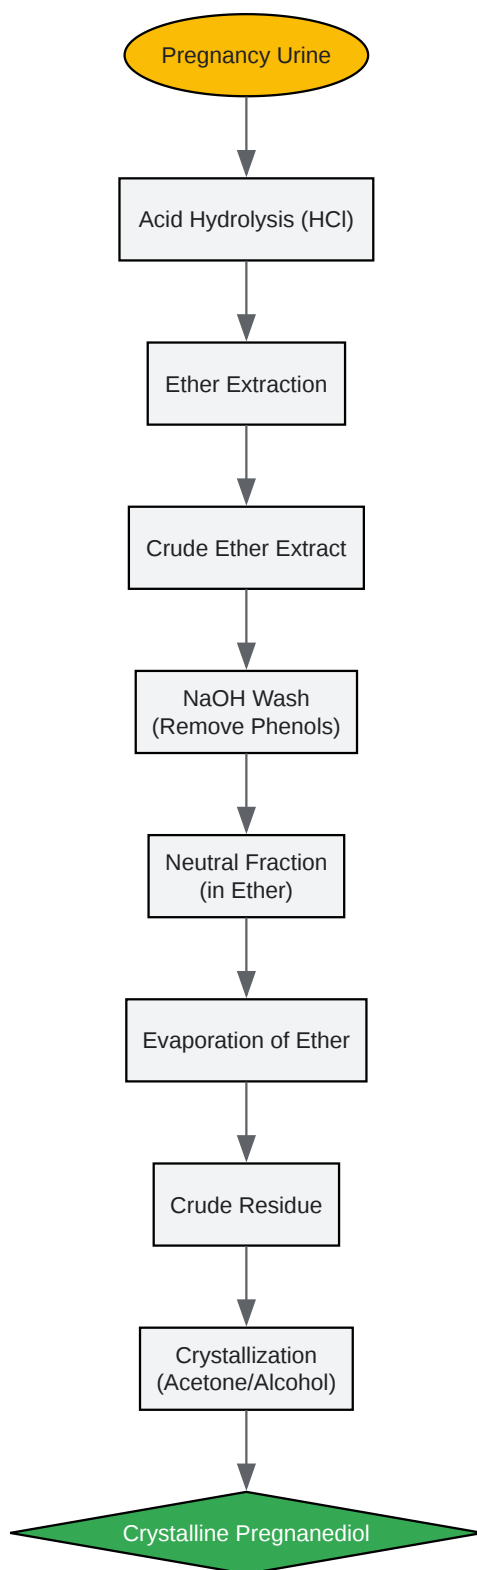 Pregnancy Urine
Acid Hydrolysis (HCl)
Ether Extraction
Crude Ether Extract
NaOH Wash
(Remove Phenols)
Neutral Fraction
(in Ether)
Evaporation of Ether
Crude Residue
Crystallization
(Acetone/Alcohol)
Crystalline Pregnanediol